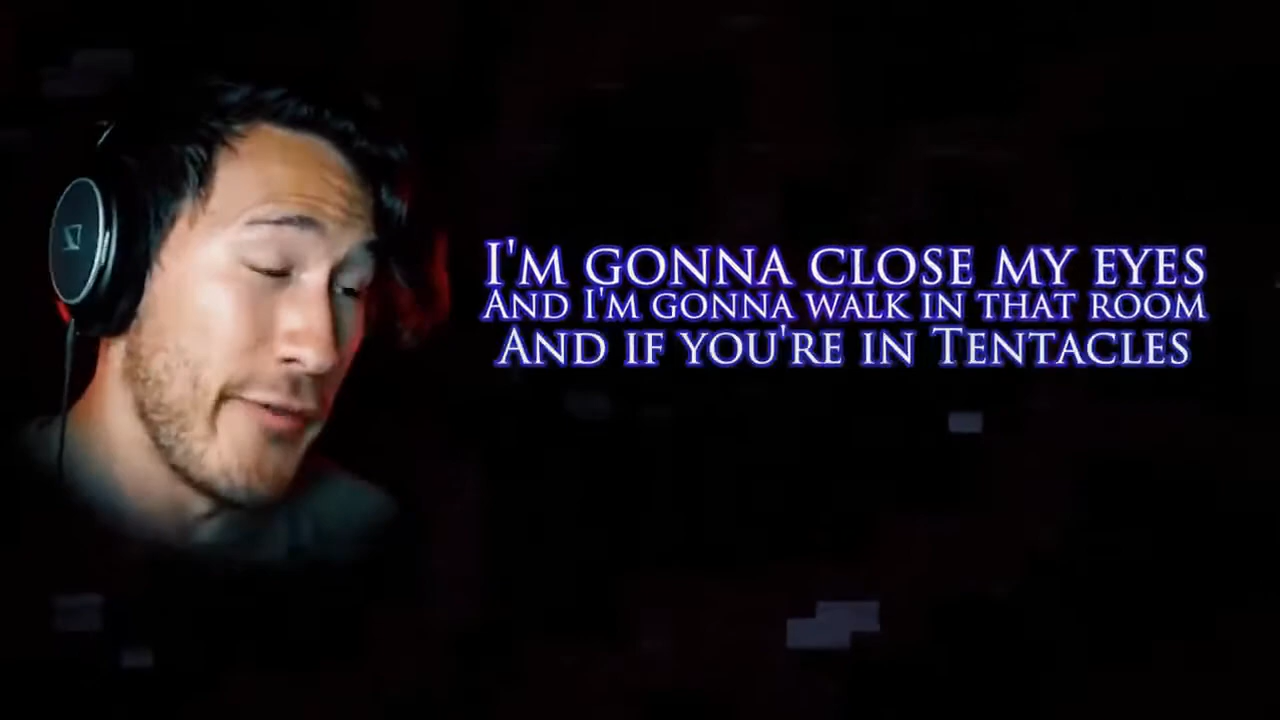 I'M GONNA CLOSE MY EYES
AND I'M GONNA WALK IN THAT ROOM
AND IF YOU'RE IN TENTACLES